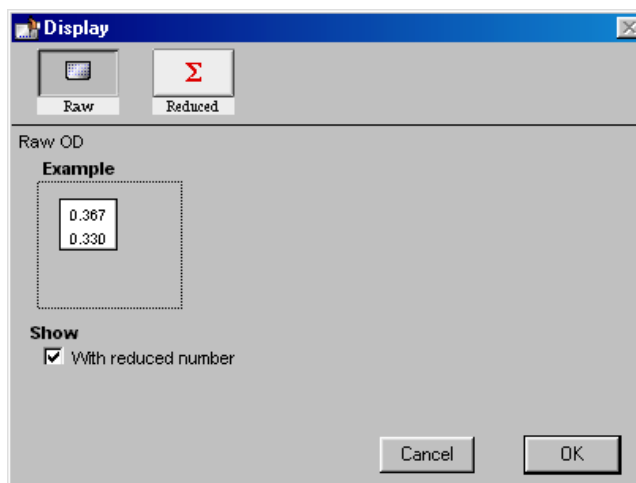 Display
Σ
Raw Reduced
Raw OD
Example
0.367
0.330
Show
With reduced number
Cancel OK